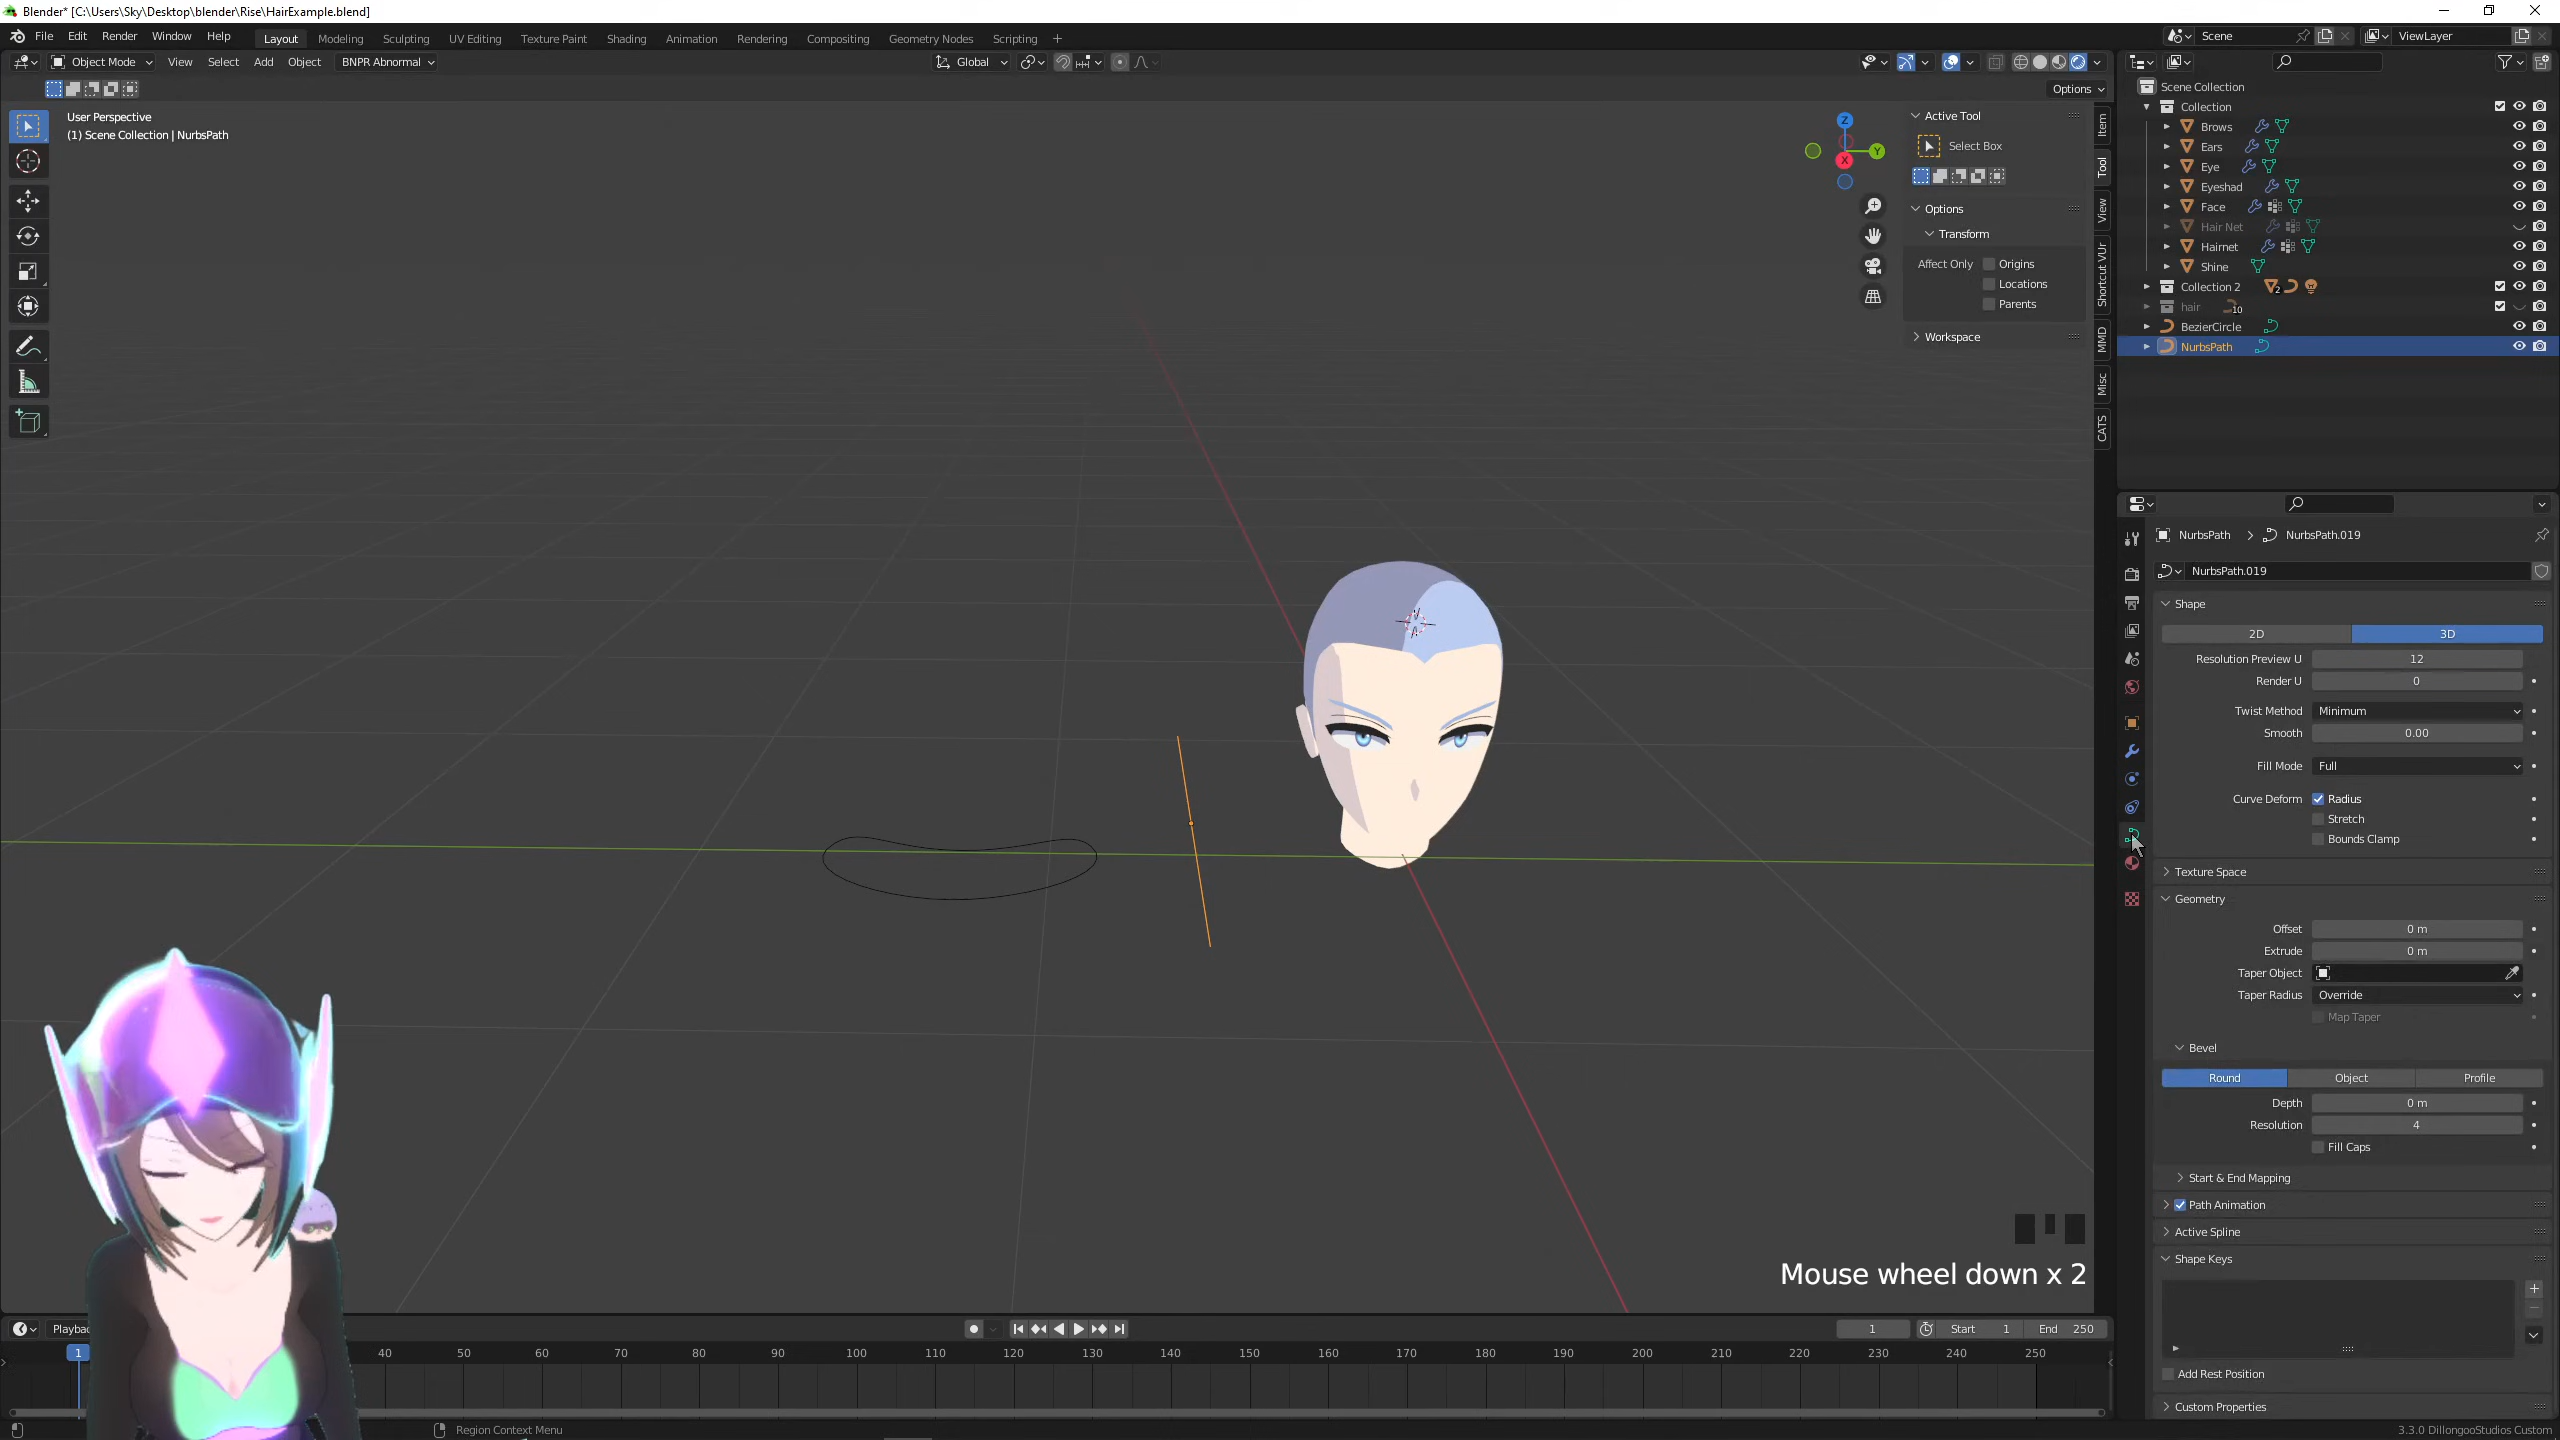 Blender* [C:\Users\Sky\Desktop\blender\Rise\HairExample.blend]
File Edit Render Window Help Layout Modeling Sculpting UV Editing Texture Paint Shading Animation Rendering Compositing Geometry Nodes Scripting + Scene ViewLayer
Object Mode View Select Add Object BNPR Abnormal Global
Options
User Perspective
(1) Scene Collection | NurbsPath
Z
Y
X
Active Tool
Select Box
Options
Transform
Affect Only Origins
Locations
Parents
Workspace
Item
Tool
View
Shortcut VUr
MMD
Misc
CATS
Scene Collection
Collection
Brows
Ears
Eye
Eyeshad
Face
Hair Net
Hairnet
Shine
Collection 2 2
hair 10
BezierCircle
NurbsPath
NurbsPath > NurbsPath.019
NurbsPath.019
Shape
2D 3D
Resolution Preview U 12
Render U 0
Twist Method Minimum
Smooth 0.00
Fill Mode Full
Curve Deform Radius
Stretch
Bounds Clamp
Texture Space
Geometry
Offset 0 m
Extrude 0 m
Taper Object
Taper Radius Override
Map Taper
Bevel
Round Object Profile
Depth 0 m
Resolution 4
Fill Caps
Start & End Mapping
Path Animation
Active Spline
Shape Keys
Add Rest Position
Custom Properties
Mouse wheel down x 2
Playba 1 Start 1 End 250
1 40 50 60 70 80 90 100 110 120 130 140 150 160 170 180 190 200 210 220 230 240 250
Region Context Menu
3.3.0 DillongooStudios Custom